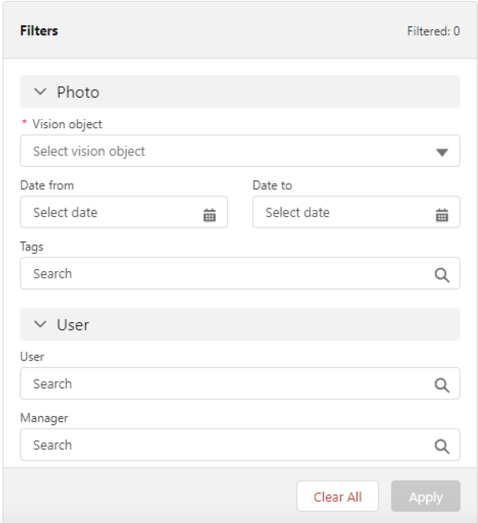 Filters Filtered: 0
Photo
* Vision object
Select vision object
Date from Date to
Select date Select date
Tags
Search
User
User
Search
Manager
Search
Clear All Apply